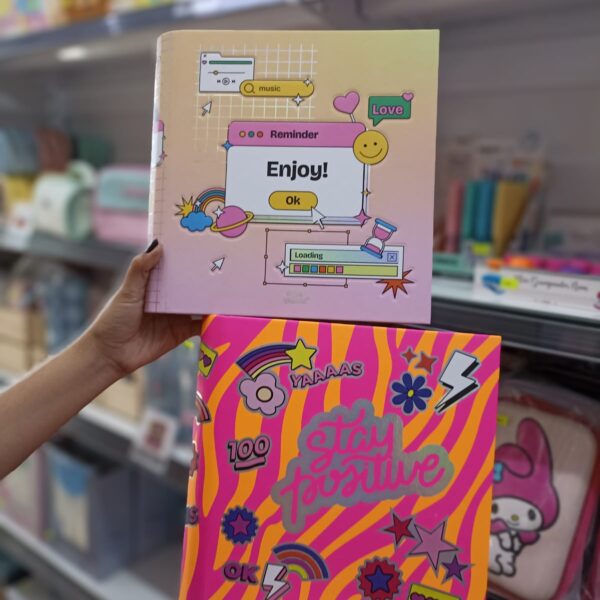 music
Love.
Reminder
Enjoy!
Ok
Loading
YAAAAS
100
stay
positive
OK